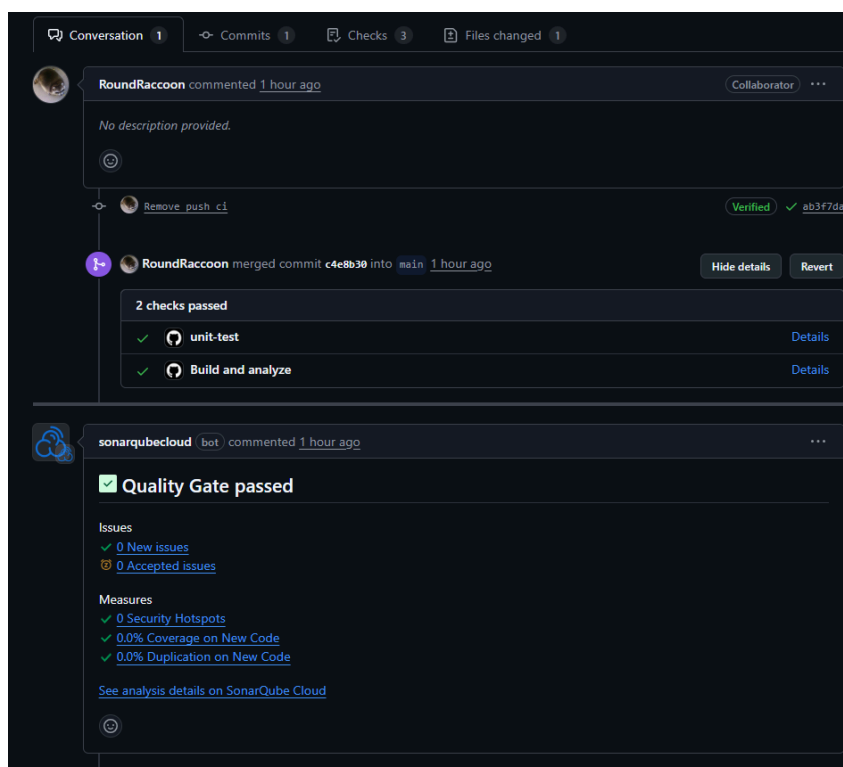 Conversation 1 Commits 1 Checks 3 Files changed 1
RoundRaccoon commented 1 hour ago Collaborator ...
No description provided.
Remove push ci Verified ab3f7da
RoundRaccoon merged commit c4e8b30 into main 1 hour ago Hide details Revert
2 checks passed
unit-test Details
Build and analyze Details
sonarqubecloud bot commented 1 hour ago ...
Quality Gate passed
Issues
0 New issues
0 Accepted issues
Measures
0 Security Hotspots
0.0% Coverage on New Code
0.0% Duplication on New Code
See analysis details on SonarQube Cloud